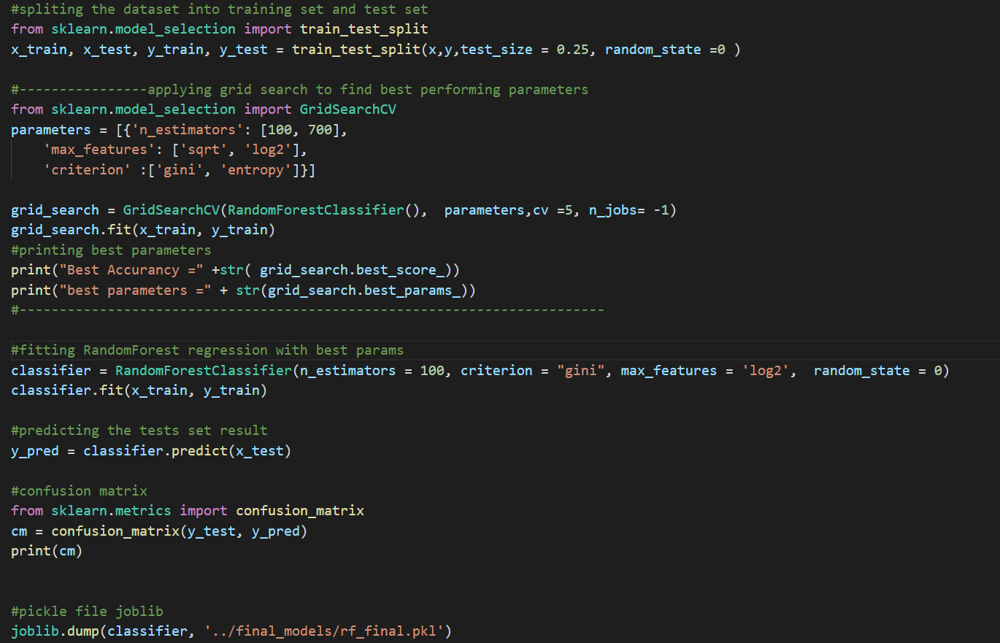 #spliting the dataset into training set and test set
from sklearn.model_selection import train_test_split
x_train, x_test, y_train, y_test = train_test_split(x,y,test_size = 0.25, random_state =0 )
#----------------applying grid search to find best performing parameters
from sklearn.model_selection import GridSearchCV
parameters = [{'n_estimators': [100, 700],
    'max_features': ['sqrt', 'log2'],
    'criterion' :['gini', 'entropy']}]
grid_search = GridSearchCV(RandomForestClassifier(),  parameters,cv =5, n_jobs= -1)
grid_search.fit(x_train, y_train)
#printing best parameters
print("Best Accurancy =" +str( grid_search.best_score_))
print("best parameters =" + str(grid_search.best_params_))
#-------------------------------------------------------------------------
#fitting RandomForest regression with best params
classifier = RandomForestClassifier(n_estimators = 100, criterion = "gini", max_features = 'log2',  random_state = 0)
classifier.fit(x_train, y_train)
#predicting the tests set result
y_pred = classifier.predict(x_test)
#confusion matrix
from sklearn.metrics import confusion_matrix
cm = confusion_matrix(y_test, y_pred)
print(cm)
#pickle file joblib
joblib.dump(classifier, '../final_models/rf_final.pkl')